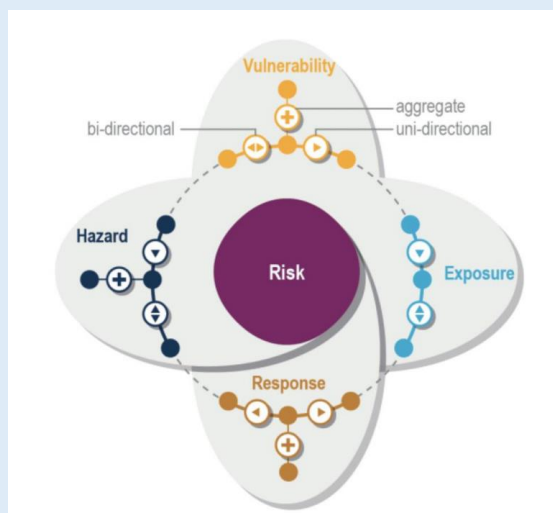 Vulnerability
aggregate
bi-directional
uni-directional
Hazard
Risk
Exposure
Response